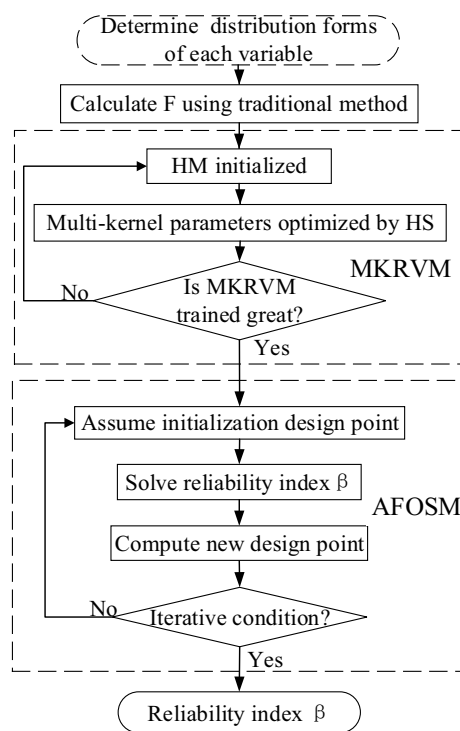 Determine distribution forms
of each variable
Calculate F using traditional method
HM initialized
Multi-kernel parameters optimized by HS
MKRVM
Is MKRVM
trained great?
No
Yes
Assume initialization design point
Solve reliability index β
AFOSM
Compute new design point
Iterative condition?
No
Yes
Reliability index β